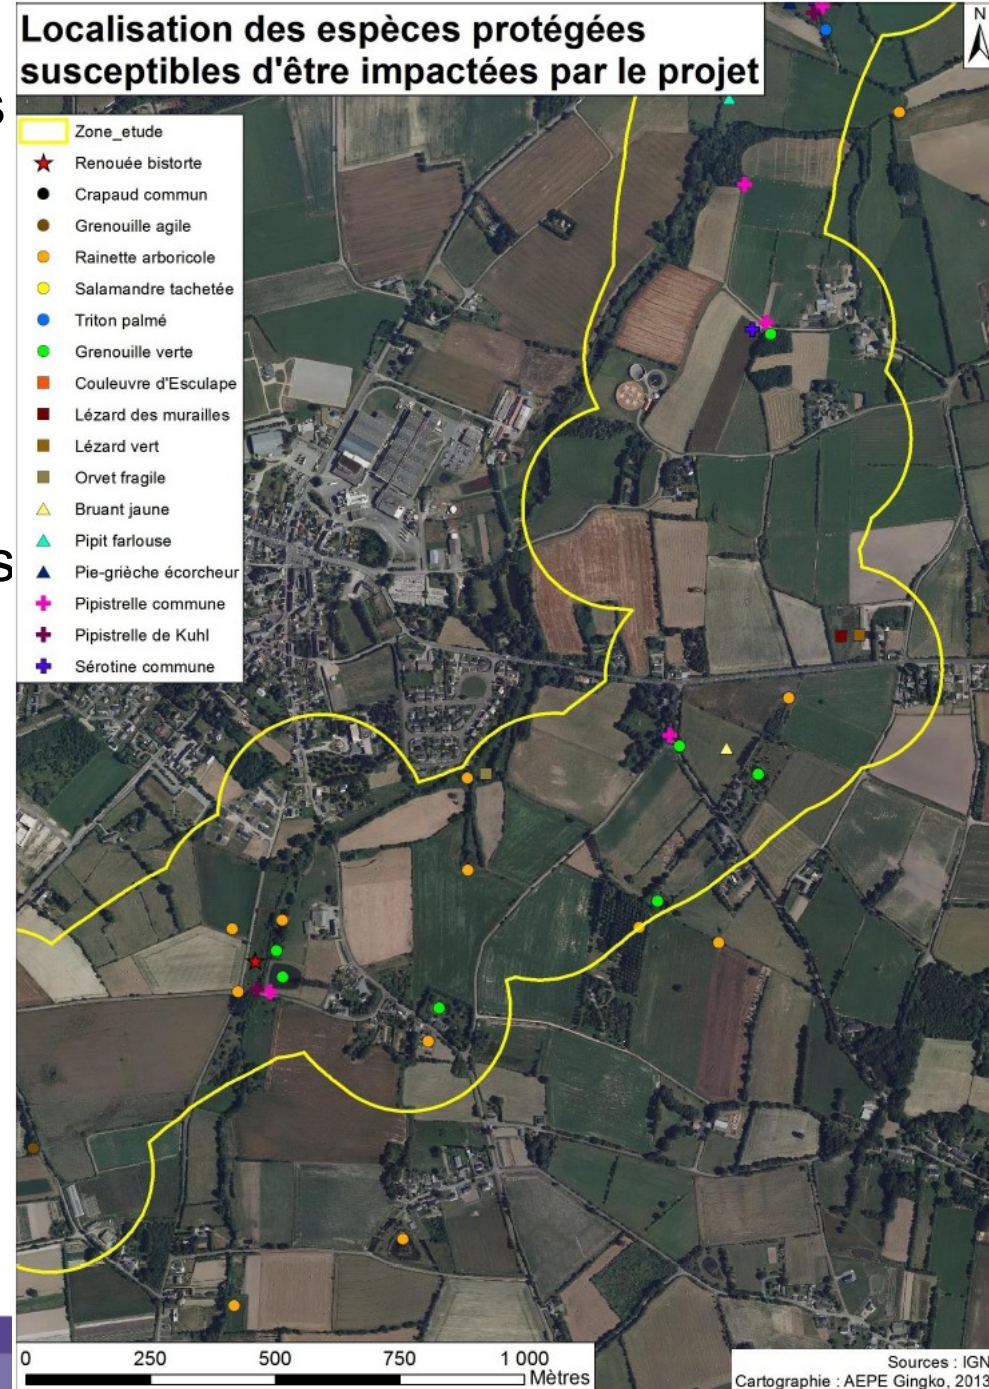 Localisation des espèces protégées
susceptibles d'être impactées par le projet
N
s
Zone_etude
Renouée bistorte
Crapaud commun
Grenouille agile
Rainette arboricole
Salamandre tachetée
Triton palmé
Grenouille verte
Couleuvre d'Esculape
Lézard des murailles
Lézard vert
Orvet fragile
Bruant jaune
Pipit farlouse
s
Pie-grièche écorcheur
Pipistrelle commune
Pipistrelle de Kuhl
Sérotine commune
0 250 500 750 1 000
Mètres
Sources : IGN
Cartographie : AEPE Gingko, 2013